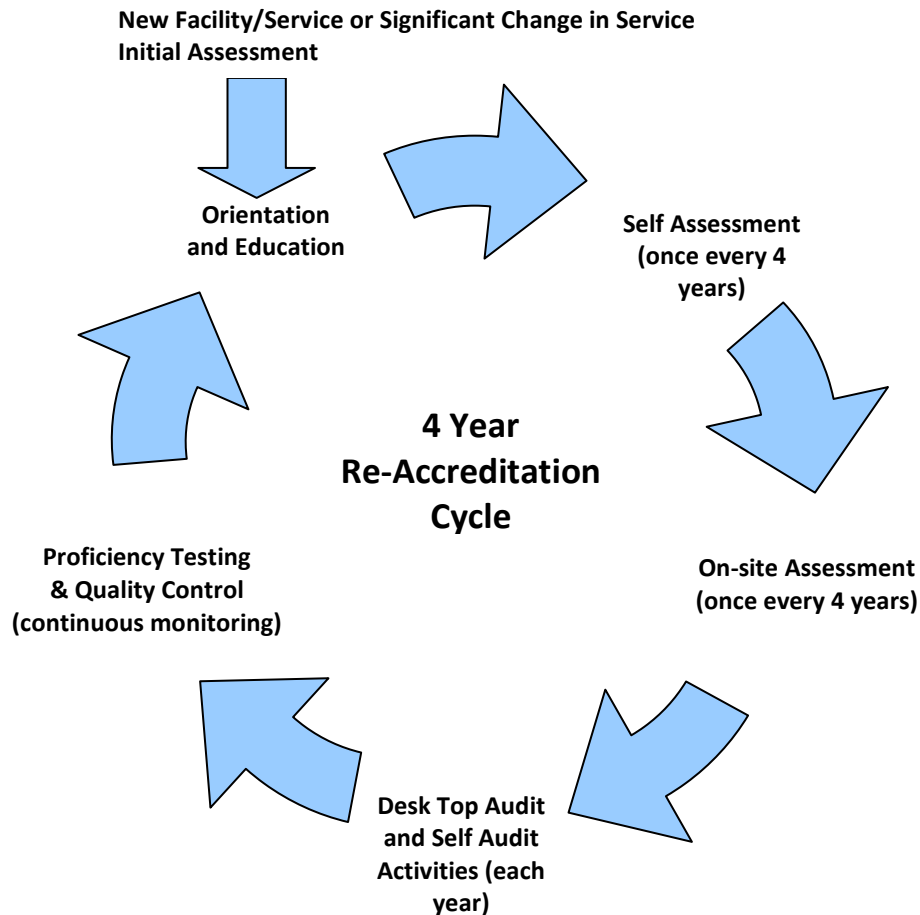 New Facility/Service or Significant Change in Service
Initial Assessment
Orientation
and Education
Self Assessment
(once every 4
years)
4 Year
Re-Accreditation
Cycle
Proficiency Testing
& Quality Control
(continuous monitoring)
On-site Assessment
(once every 4 years)
Desk Top Audit
and Self Audit
Activities (each
year)